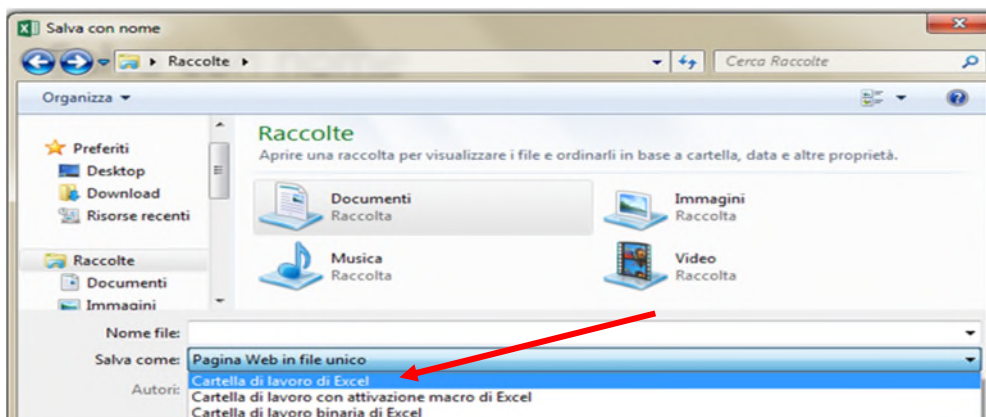 Salva con nome
Raccolte
Cerca Raccolte
Organizza
Preferiti
Desktop
Download
Risorse recenti
Raccolte
Documenti
Immagini
Raccolte
Aprire una raccolta per visualizzare i file e ordinarli in base a cartella, data e altre proprietà.
Documenti
Raccolta
Immagini
Raccolta
Musica
Raccolta
Video
Raccolta
Nome file:
Salva come: Pagina Web in file unico
Autori:
Cartella di lavoro di Excel
Cartella di lavoro con attivazione macro di Excel
Cartella di lavoro binaria di Excel